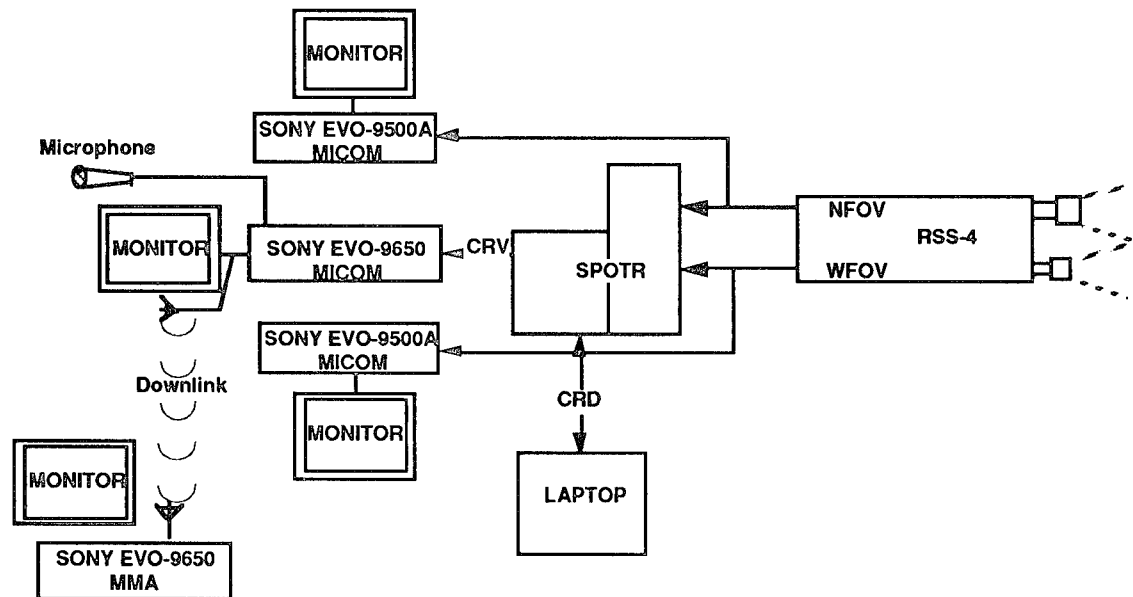 MONITOR
SONY EVO-9500A
MICOM
Microphone
MONITOR
SONY EVO-9650
MICOM
CRV
SPOTR
NFOV
RSS-4
WFOV
SONY EVO-9500A
MICOM
Downlink
MONITOR
CRD
MONITOR
LAPTOP
SONY EVO-9650
MMA